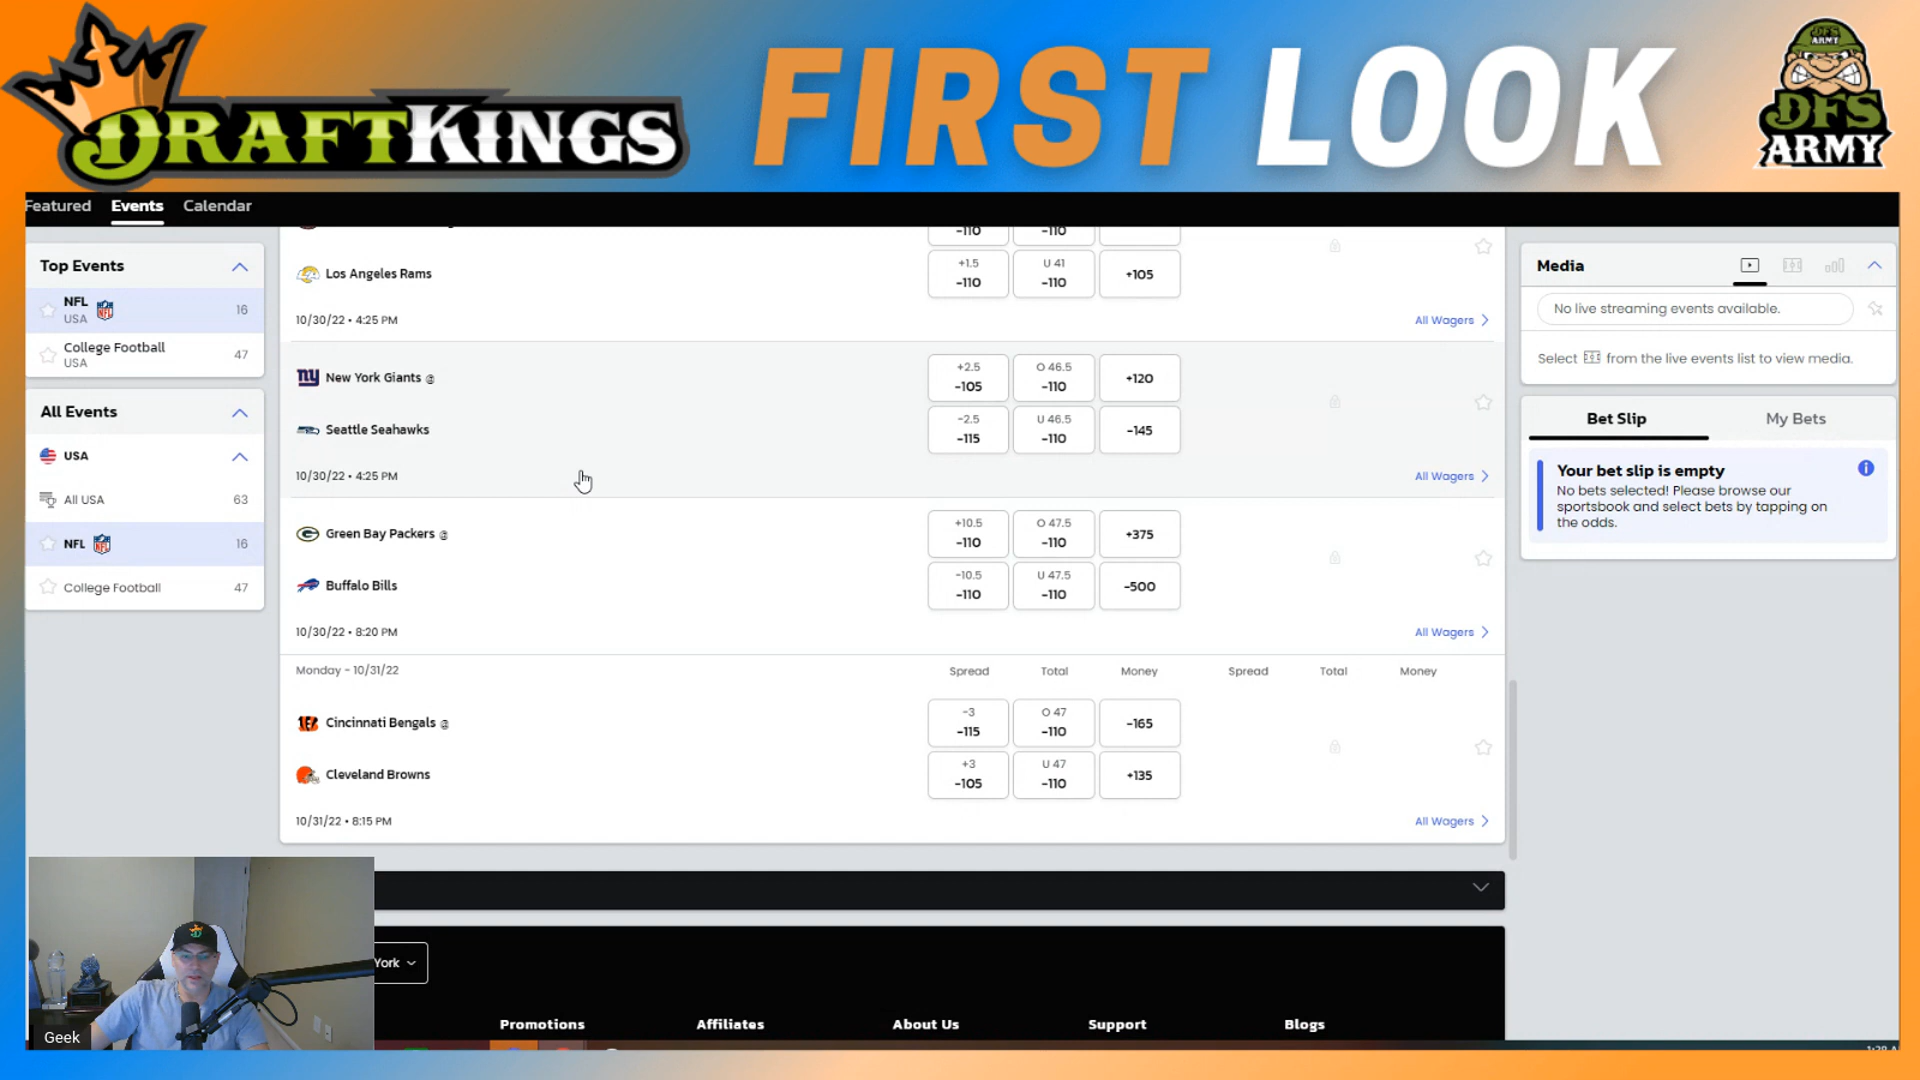 DRAFTKINGS
FIRST LOOK
DFS ARMY
DFS
ARMY
Featured Events Calendar
Top Events
NFL
USA
16
College Football
USA
47
All Events
USA
All USA 63
NFL 16
College Football 47
-110 -110
Los Angeles Rams
+1.5
-110
U 41
-110
+105
10/30/22 • 4:25 PM
All Wagers
New York Giants @
+2.5
-105
O 46.5
-110
+120
Seattle Seahawks
-2.5
-115
U 46.5
-110
-145
10/30/22 • 4:25 PM
All Wagers
Green Bay Packers @
+10.5
-110
O 47.5
-110
+375
Buffalo Bills
-10.5
-110
U 47.5
-110
-500
10/30/22 • 8:20 PM
All Wagers
Monday - 10/31/22
Spread Total Money Spread Total Money
Cincinnati Bengals @
-3
-115
O 47
-110
-165
Cleveland Browns
+3
-105
U 47
-110
+135
10/31/22 • 8:15 PM
All Wagers
Media
No live streaming events available.
Select from the live events list to view media.
Bet Slip My Bets
Your bet slip is empty
No bets selected! Please browse our
sportsbook and select bets by tapping on
the odds.
York
Promotions Affiliates About Us Support Blogs
Geek